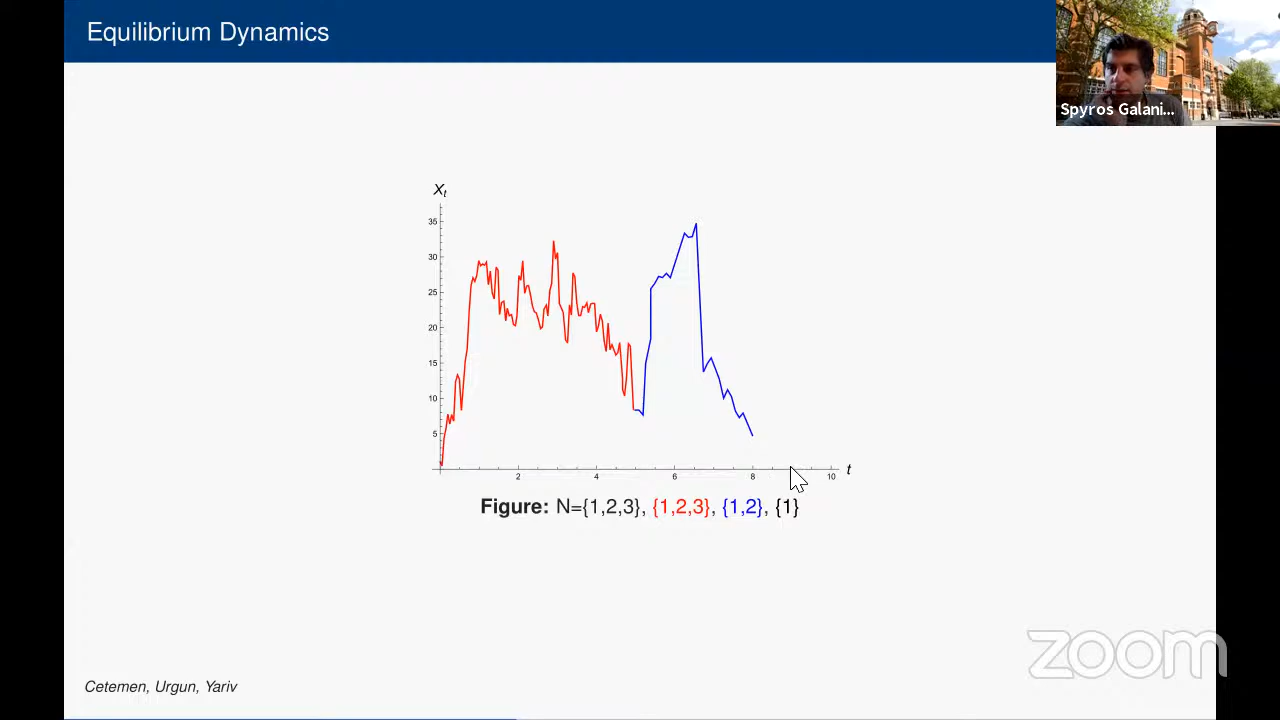 Equilibrium Dynamics
Spyros Galani...
Xt
35
30
25
20
15
10
5
2 4 6 8 10 t
Figure: N={1,2,3}, {1,2,3}, {1,2}, {1}
zoom
Cetemen, Urgun, Yariv